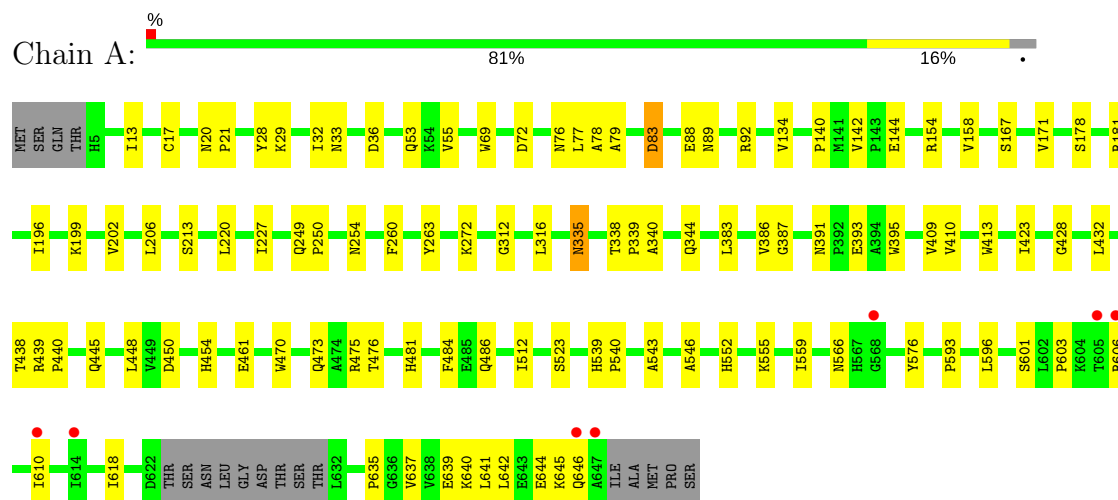 %
Chain A:
81% 16% •
MET SER GLN THR H5 I13 C17 N20 P21 Y28 K29 I32 N33 D36 Q53 K54 V55 W69 D72 N76 L77 A78 A79 D83 E88 N89 R92 V134 P140 M141 V142 P143 E144 R154 V158 S167 V171 S178
I196 K199 V202 L206 S213 L220 I227 Q249 P250 N254 F260 Y263 K272 G312 L316 N335 T338 P339 A340 Q344 L383 V386 G387 N391 P392 E393 A394 W395 V409 V410 W413 I423 G428 L432
T438 R439 P440 Q445 L448 V449 D450 H454 E461 W470 Q473 A474 R475 T476 H481 F484 E485 Q486 I512 S523 H539 P540 A543 A546 H552 K555 I559 N566 H567 G568 Y576 P593 L596 S601 L602 P603 K604 T605
I610 I614 I618 D622 THR SER ASN LEU GLY ASP THR SER THR L632 P635 G636 V637 V638 E639 K640 L641 L642 E643 E644 K645 Q646 A647 ILE ALA MET PRO SER